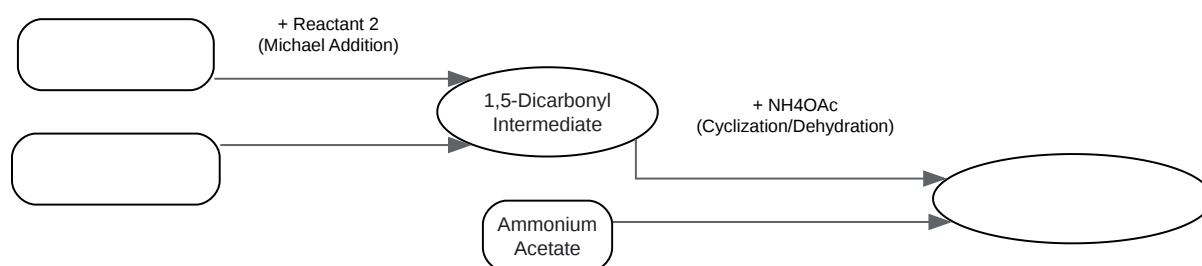 + Reactant 2
(Michael Addition)
1,5-Dicarbonyl
Intermediate
+ NH4OAc
(Cyclization/Dehydration)
Ammonium
Acetate